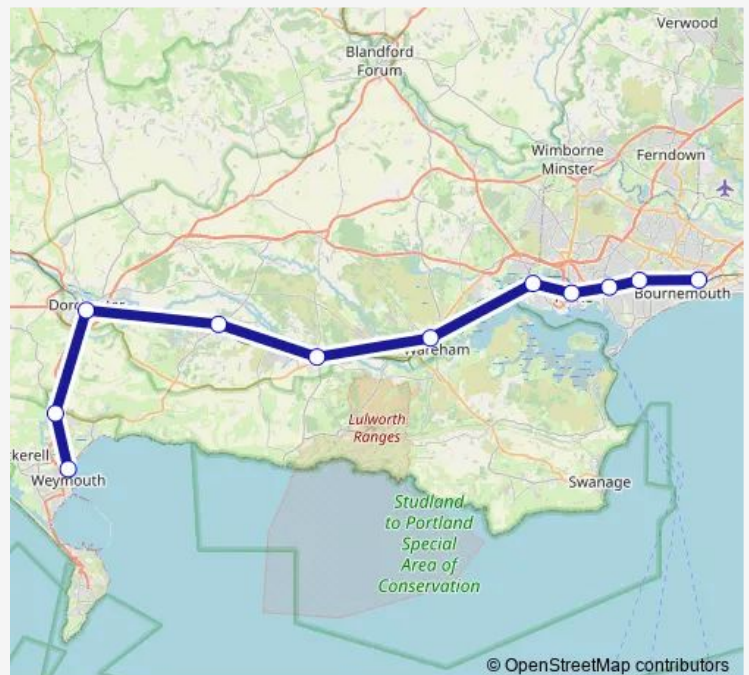 Verwood
Blandford
Forum
Wimborne
Minster
Ferndown
Bournemouth
Wareham
Lulworth
Ranges
kerell
Weymouth
Swanage
Studland
to Portland
Special
Area of
Conservation
© OpenStreetMap contributors